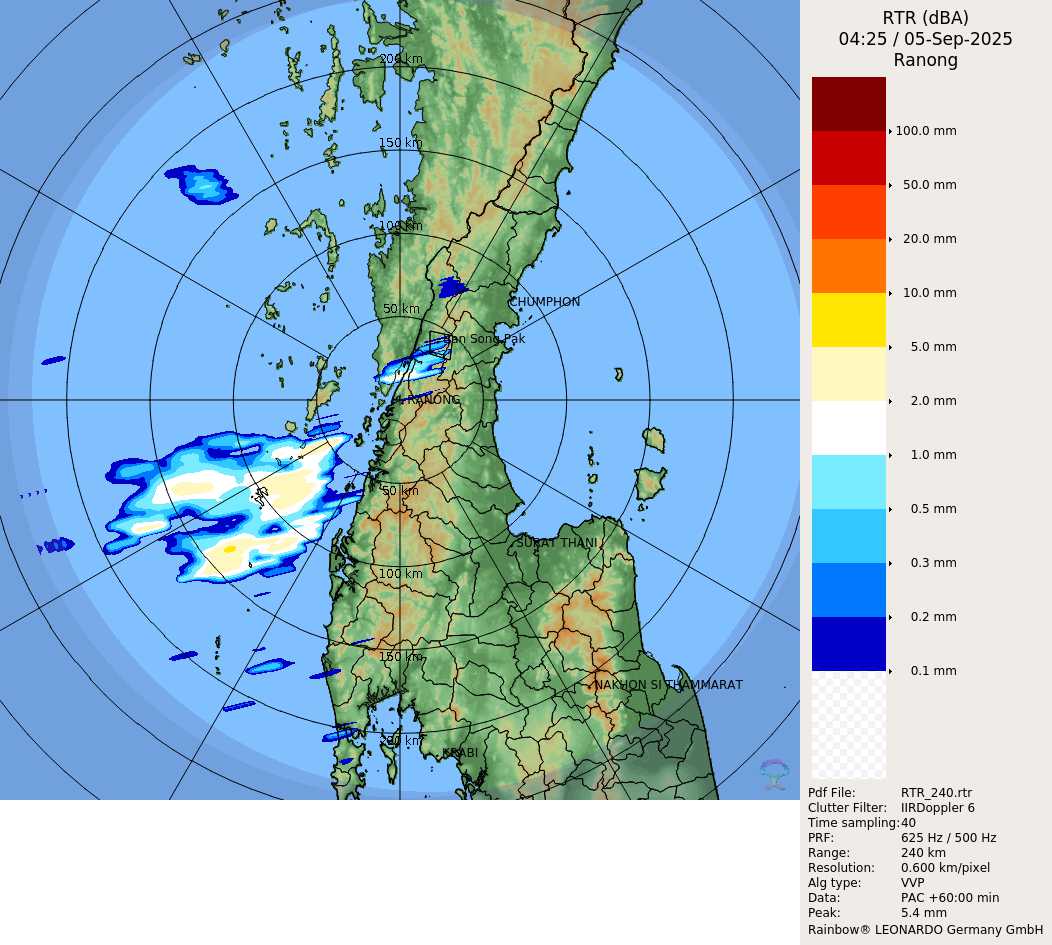 RTR (dBA)
04:25 / 05-Sep-2025
Ranong
100.0 mm
50.0 mm
20.0 mm
10.0 mm
5.0 mm
2.0 mm
1.0 mm
0.5 mm
0.3 mm
0.2 mm
0.1 mm
Pdf File: RTR_240.rtr
Clutter Filter: IIRDoppler 6
Time sampling: 40
PRF: 625 Hz / 500 Hz
Range: 240 km
Resolution: 0.600 km/pixel
Alg type: VVP
Data: PAC +60:00 min
Peak: 5.4 mm
Rainbow® LEONARDO Germany GmbH
200 km
150 km
100 km
50 km
CHUMPHON
Ban Song Pak
RANONG
50 km
SURAT THANI
100 km
150 km
NAKHON SI THAMMARAT
200 km
KRABI